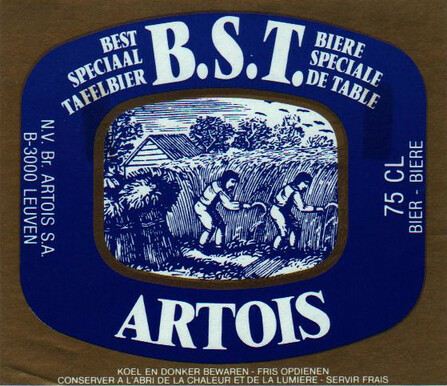 BEST
SPECIAAL
TAFELBIER
B.S.T.
BIERE
SPECIALE
DE TABLE
N.V. Br. ARTOIS S.A.
B-3000 LEUVEN
75 CL
BIER - BIERE
ARTOIS
KOEL EN DONKER BEWAREN - FRIS OPDIENEN
CONSERVER A L'ABRI DE LA CHALEUR ET DE LA LUMIERE - SERVIR FRAIS